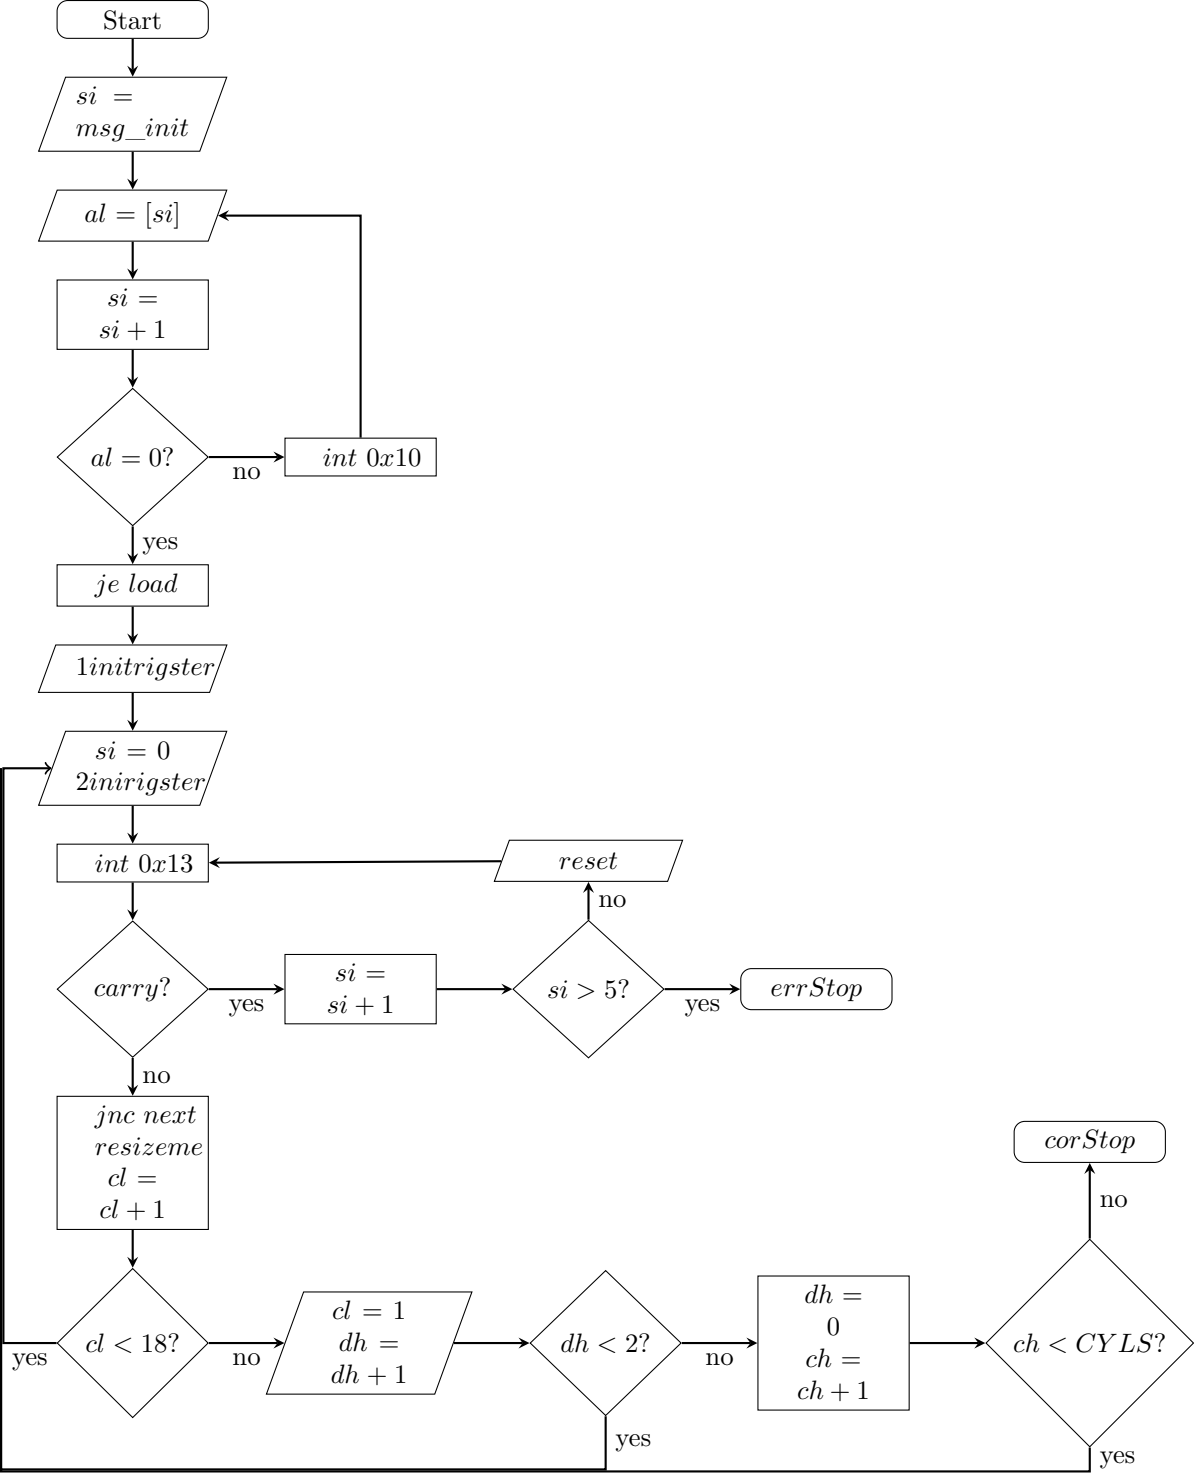 Start
si =
msg_init
al = [si]
si =
si + 1
al = 0?
no
int 0x10
yes
je load
1initrigster
si = 0
2inirigster
int 0x13
reset
no
carry?
yes
si =
si + 1
si > 5?
yes
errStop
no
jnc next
resizeme
cl =
cl + 1
corStop
no
cl < 18?
yes
no
cl = 1
dh =
dh + 1
dh < 2?
no
yes
dh =
0
ch =
ch + 1
ch < CYLS?
yes